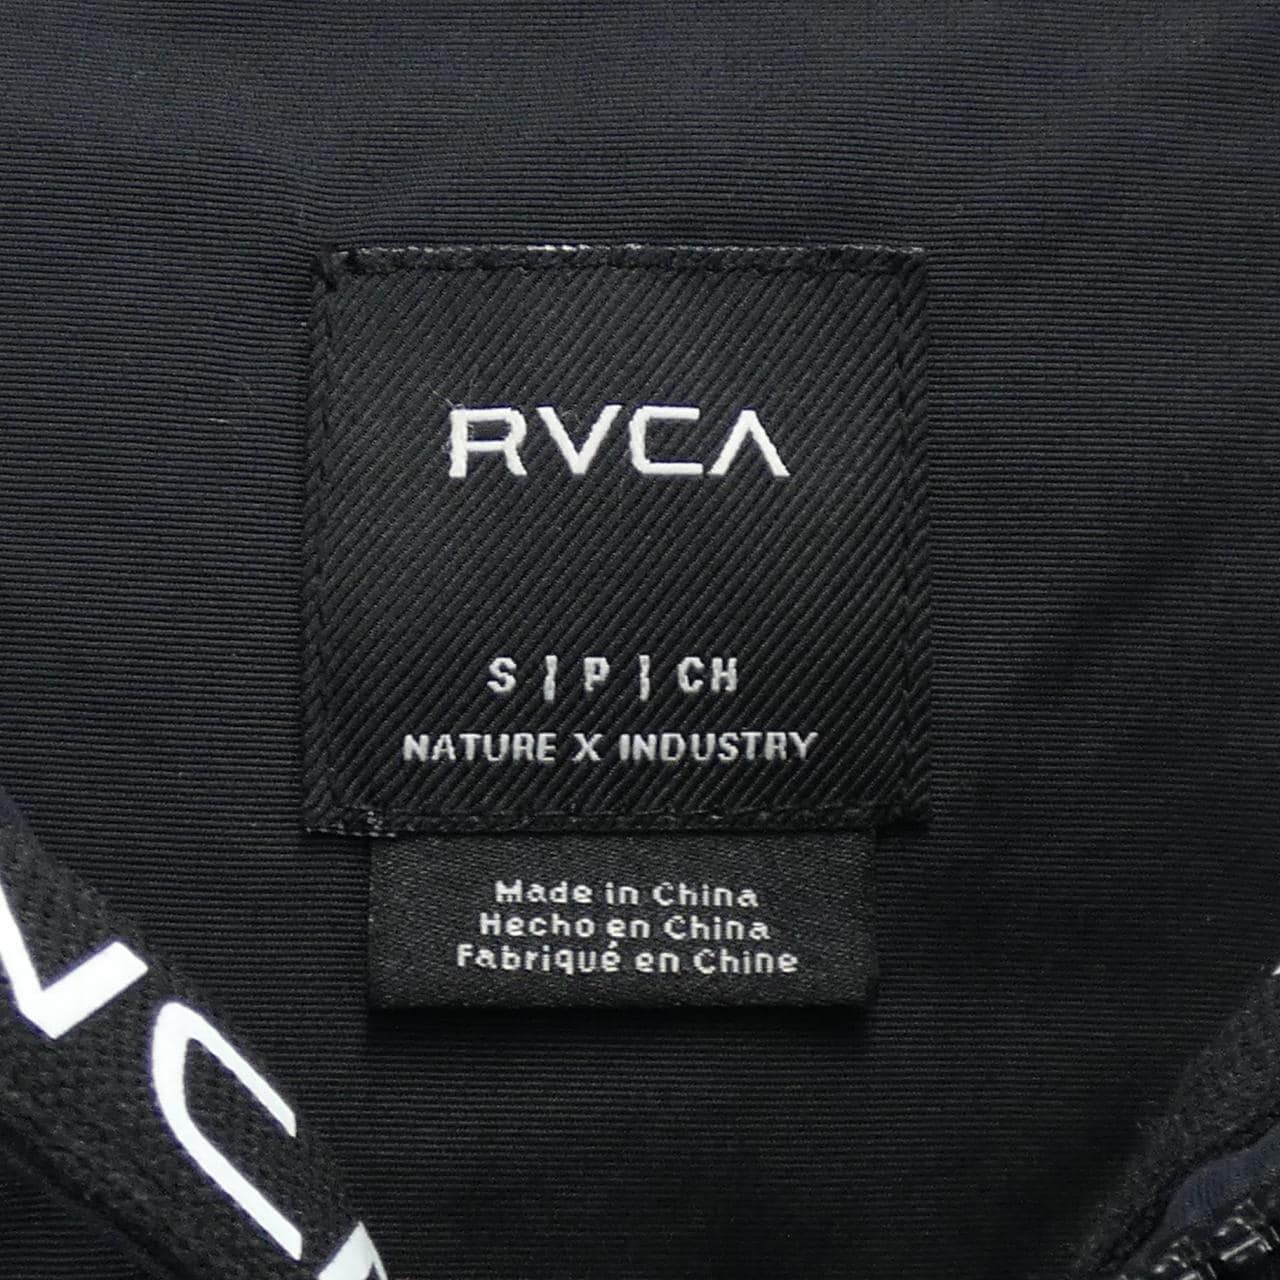 RVCA
S | P | CH
NATURE X INDUSTRY
Made in China
Hecho en China
Fabriqué en Chine